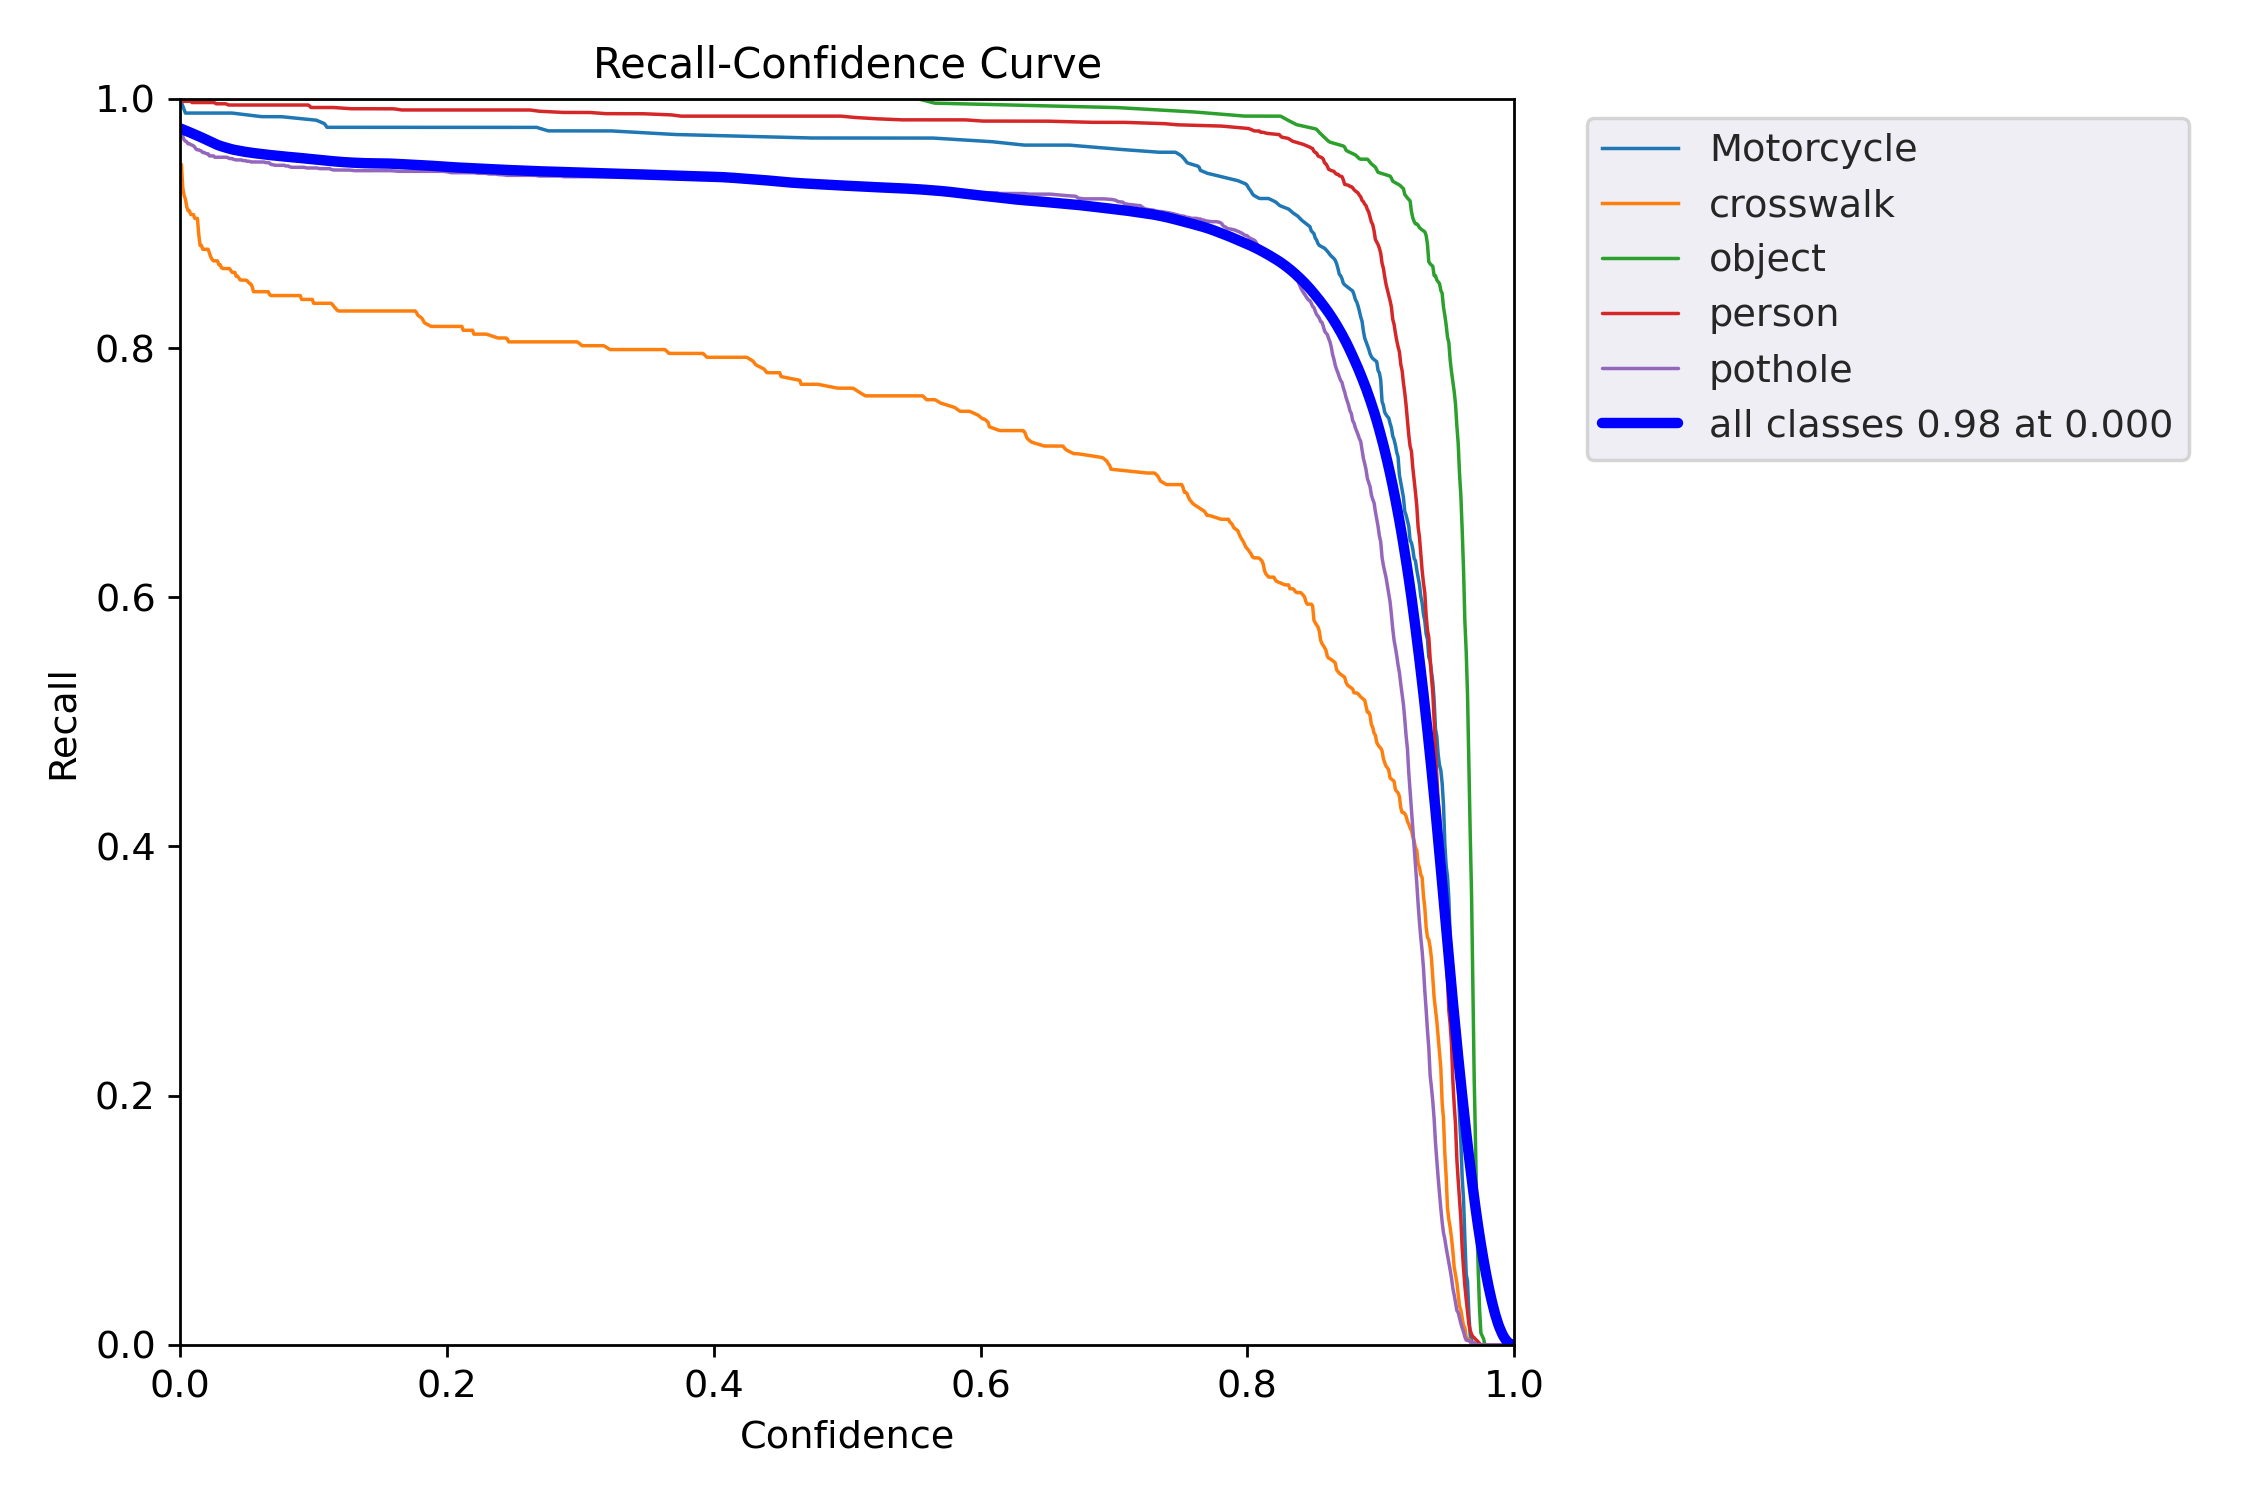 Recall-Confidence Curve
1.0
0.8
0.6
0.4
0.2
0.0
Recall
0.0 0.2 0.4 0.6 0.8 1.0
Confidence
Motorcycle
crosswalk
object
person
pothole
all classes 0.98 at 0.000